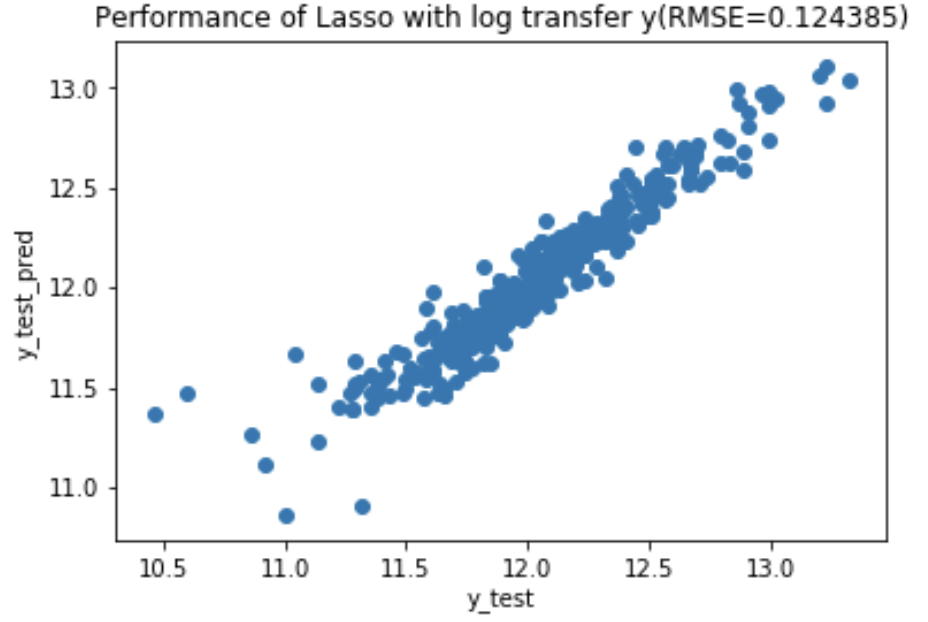 Performance of Lasso with log transfer y(RMSE=0.124385)
13.0
12.5
12.0
11.5
11.0
y_test_pred
10.5 11.0 11.5 12.0 12.5 13.0
y_test